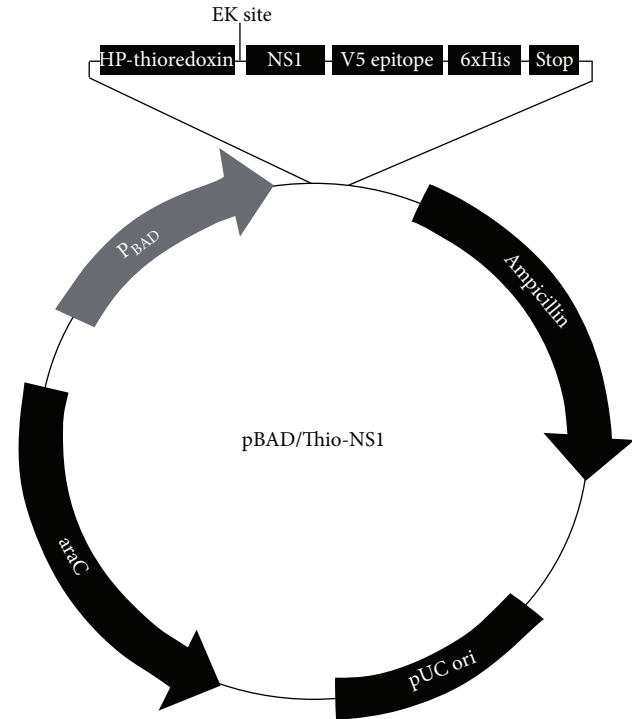 EK site
HP-thioredoxin
NS1
V5 epitope
6xHis
Stop
PBAD
Ampicillin
pBAD/Thio-NS1
araC
pUC ori